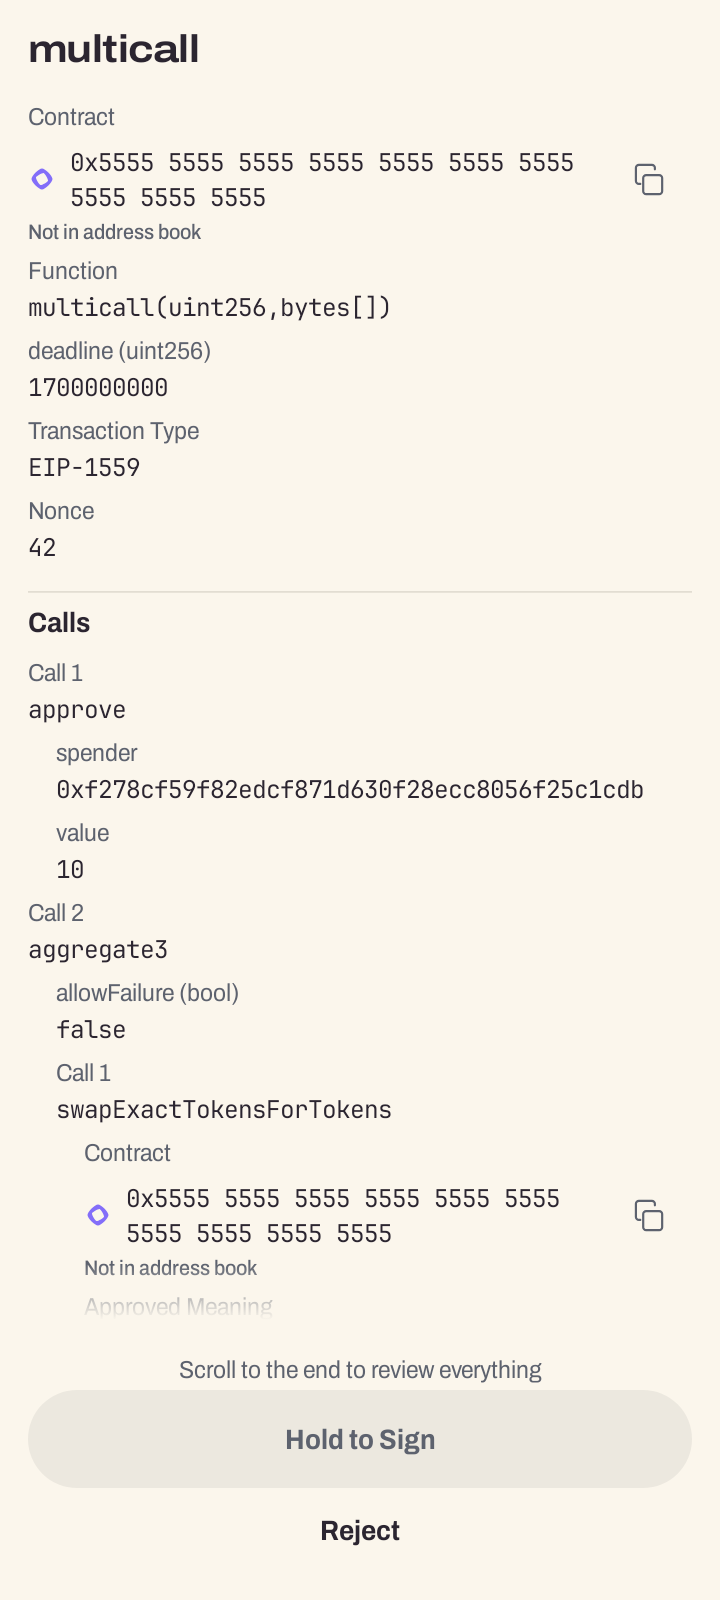 multicall
Contract
0x5555 5555 5555 5555 5555 5555 5555
5555 5555 5555
Not in address book
Function
multicall(uint256,bytes[])
deadline (uint256)
1700000000
Transaction Type
EIP-1559
Nonce
42
Calls
Call 1
approve
spender
0xf278cf59f82edcf871d630f28ecc8056f25c1cdb
value
10
Call 2
aggregate3
allowFailure (bool)
false
Call 1
swapExactTokensForTokens
Contract
0x5555 5555 5555 5555 5555 5555
5555 5555 5555 5555
Not in address book
Approved Meaning
Scroll to the end to review everything
Hold to Sign
Reject